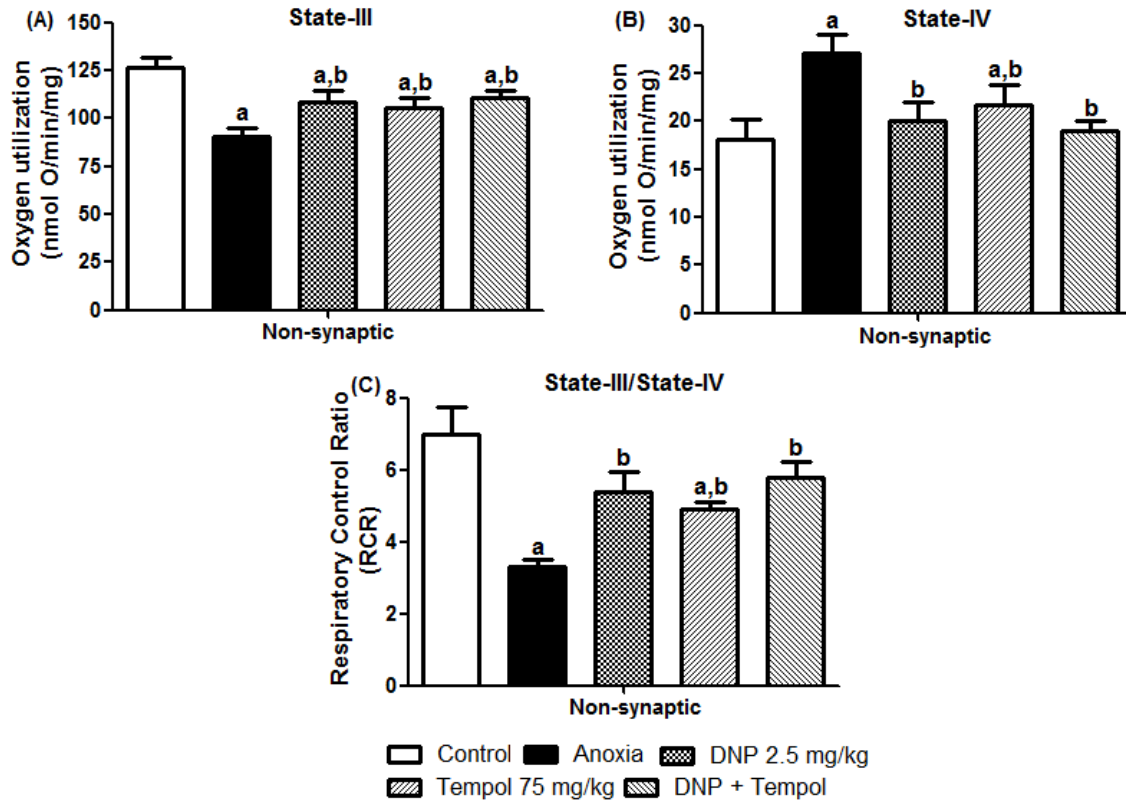 (A) State-III
Oxygen utilization
(nmol O/min/mg)
150
125
100
75
50
25
0
a
a,b
a,b
a,b
Non-synaptic
(B) State-IV
Oxygen utilization
(nmol O/min/mg)
30
25
20
15
10
5
0
a
b
a,b
b
Non-synaptic
(C) State-III/State-IV
Respiratory Control Ratio
(RCR)
8
6
4
2
0
a
b
a,b
b
Non-synaptic
Control Anoxia DNP 2.5 mg/kg
Tempol 75 mg/kg DNP + Tempol